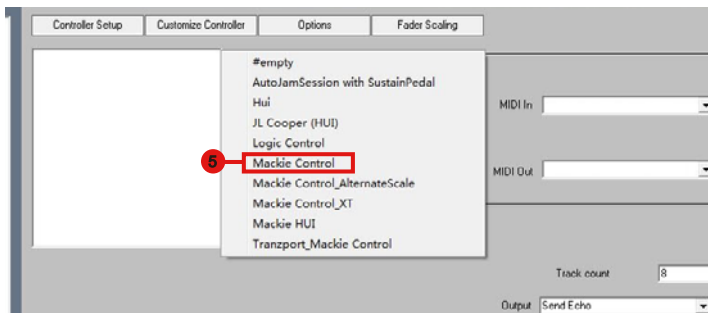 Controller Setup Customize Controller Options Fader Scaling
#empty
AutoJamSession with SustainPedal
Hui
MIDI In
JL Cooper (HUI)
Logic Control
5 Mackie Control
MIDI Out
Mackie Control_AlternateScale
Mackie Control_XT
Mackie HUI
Tranzport_Mackie Control
Track count 8
Output Send Echo